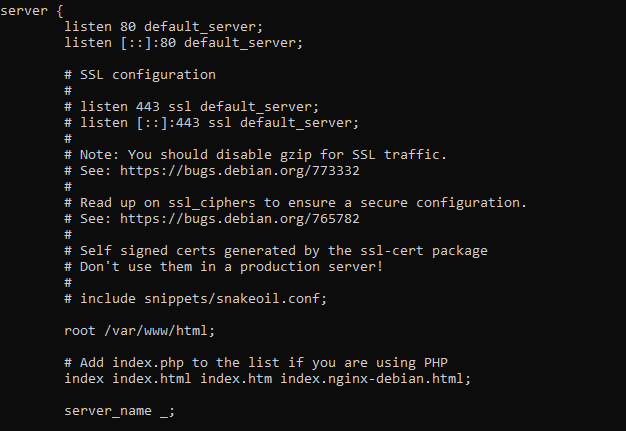 server {
listen 80 default_server;
listen [::]:80 default_server;
# SSL configuration
#
# listen 443 ssl default_server;
# listen [::]:443 ssl default_server;
#
# Note: You should disable gzip for SSL traffic.
# See: https://bugs.debian.org/773332
#
# Read up on ssl_ciphers to ensure a secure configuration.
# See: https://bugs.debian.org/765782
#
# Self signed certs generated by the ssl-cert package
# Don't use them in a production server!
#
# include snippets/snakeoil.conf;
root /var/www/html;
# Add index.php to the list if you are using PHP
index index.html index.htm index.nginx-debian.html;
server_name _;